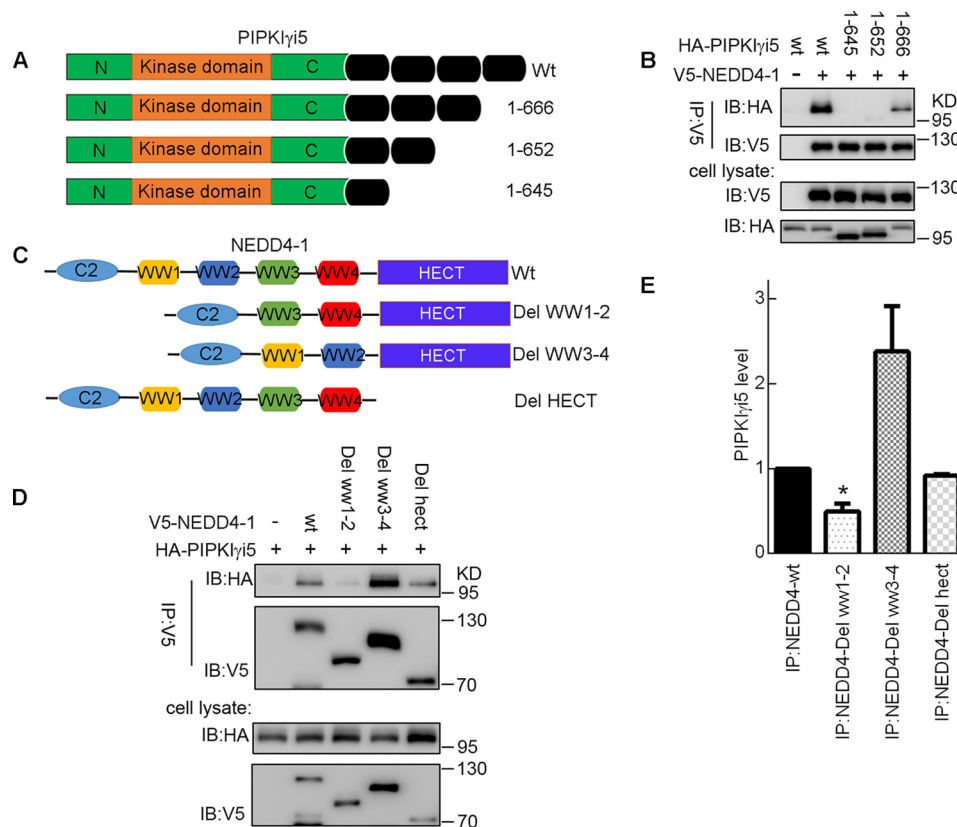 A
PIPKIγi5
N Kinase domain C Wt
N Kinase domain C 1-666
N Kinase domain C 1-652
N Kinase domain C 1-645
B
HA-PIPKIγi5 wt wt 1-645 1-652 1-666
V5-NEDD4-1 - + + + +
IP:V5
IB:HA KD
95
IB:V5 130
cell lysate:
IB:V5 130
IB: HA 95
C
NEDD4-1
C2 WW1 WW2 WW3 WW4 HECT Wt
C2 WW3 WW4 HECT Del WW1-2
C2 WW1 WW2 HECT Del WW3-4
C2 WW1 WW2 WW3 WW4 Del HECT
D
V5-NEDD4-1 - wt Del ww1-2 Del ww3-4 Del hect
HA-PIPKIγi5 + + + + +
IP:V5
IB:HA KD
95
130
IB:V5 70
cell lysate:
IB:HA
95
130
IB:V5
70
E
PIPKIγi5 level
3
2
1
0
*
IP:NEDD4-wt
IP:NEDD4-Del ww1-2
IP:NEDD4-Del ww3-4
IP:NEDD4-Del hect